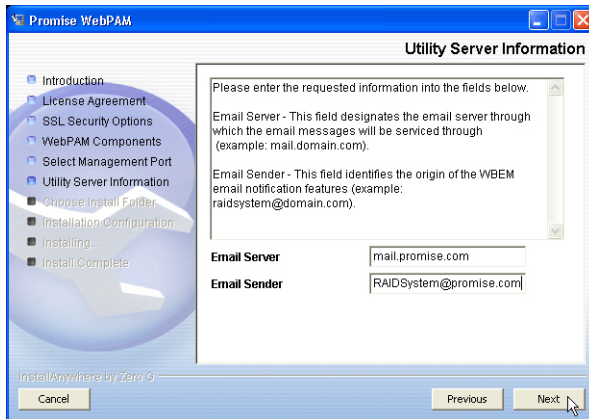 Promise WebPAM
Utility Server Information
Introduction
License Agreement
SSL Security Options
WebPAM Components
Select Management Port
Utility Server Information
Choose Install Folder
Installation Configuration
Installing...
Install Complete
Please enter the requested information into the fields below.
Email Server - This field designates the email server through
which the email messages will be serviced through
(example: mail.domain.com).
Email Sender - This field identifies the origin of the WBEM
email notification features (example:
raidsystem@domain.com).
Email Server
mail.promise.com
Email Sender
RAIDSystem@promise.com
InstallAnywhere by Zero G
Cancel
Previous
Next